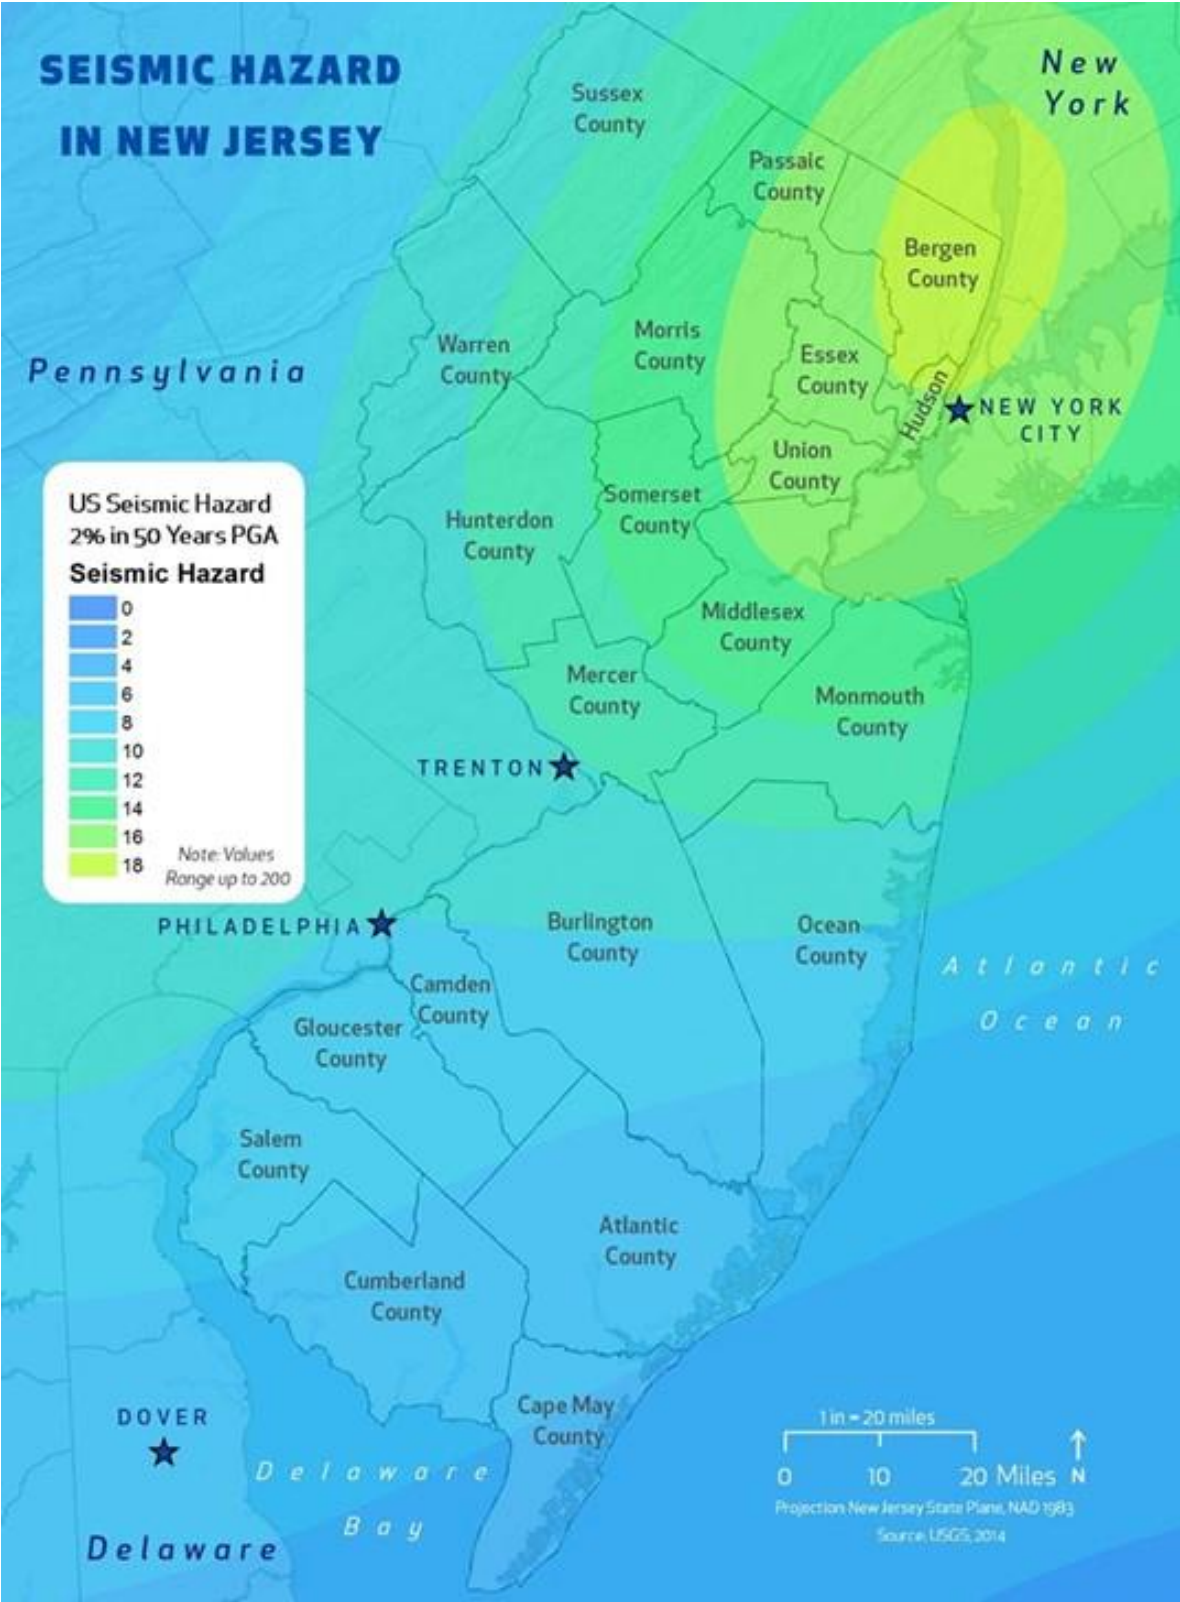 SEISMIC HAZARD
IN NEW JERSEY
New
York
Sussex
County
Passaic
County
Bergen
County
Warren
County
Morris
County
Essex
County
Hudson
NEW YORK
CITY
Pennsylvania
Union
County
Somerset
County
Hunterdon
County
US Seismic Hazard
2% in 50 Years PGA
Seismic Hazard
0
2
4
6
8
10
12
14
16
18
Note: Values
Range up to 200
Middlesex
County
Mercer
County
Monmouth
County
TRENTON
PHILADELPHIA
Burlington
County
Ocean
County
Atlantic
Ocean
Camden
County
Gloucester
County
Salem
County
Atlantic
County
Cumberland
County
Cape May
County
DOVER
Delaware
Bay
Delaware
1 in = 20 miles
0 10 20 Miles N
Projection: New Jersey State Plane, NAD 1983
Source, USGS, 2014